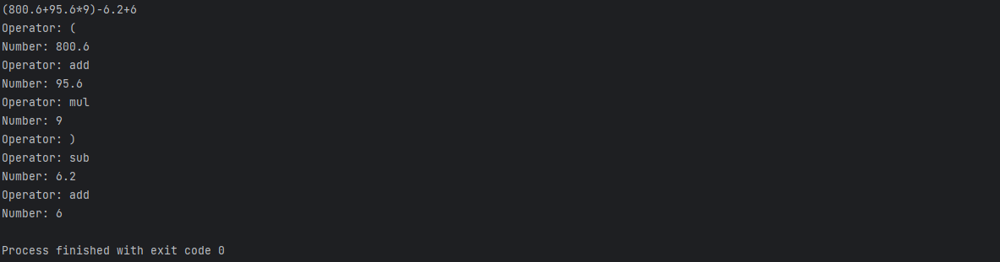 (800.6+95.6*9)-6.2+6
Operator: (
Number: 800.6
Operator: add
Number: 95.6
Operator: mul
Number: 9
Operator: )
Operator: sub
Number: 6.2
Operator: add
Number: 6
Process finished with exit code 0